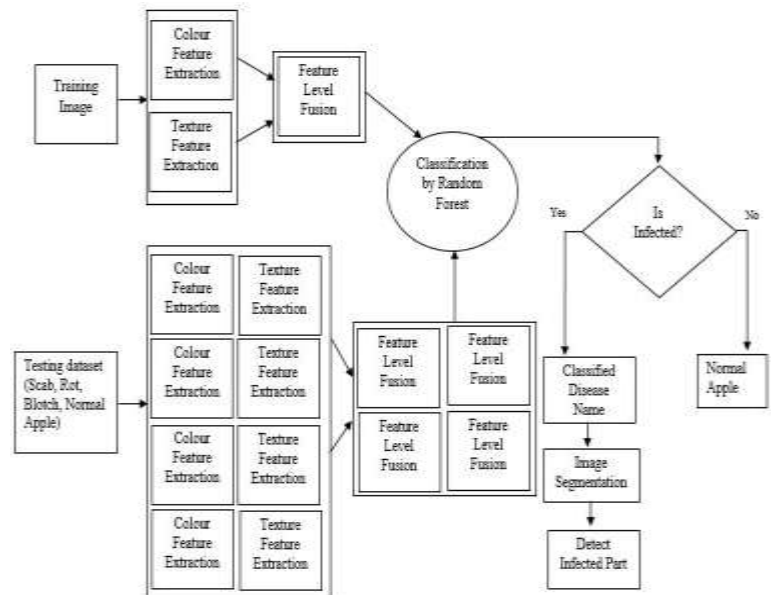 Training
Image
Colour
Feature
Extraction
Texture
Feature
Extraction
Feature
Level
Fusion
Classification
by Random
Forest
Is
Infected?
Yes
No
Testing dataset
(Scab, Rot,
Blotch, Normal
Apple)
Colour
Feature
Extraction
Texture
Feature
Extraction
Colour
Feature
Extraction
Texture
Feature
Extraction
Colour
Feature
Extraction
Texture
Feature
Extraction
Colour
Feature
Extraction
Texture
Feature
Extraction
Feature
Level
Fusion
Feature
Level
Fusion
Feature
Level
Fusion
Feature
Level
Fusion
Classified
Disease
Name
Normal
Apple
Image
Segmentation
Detect
Infected Part